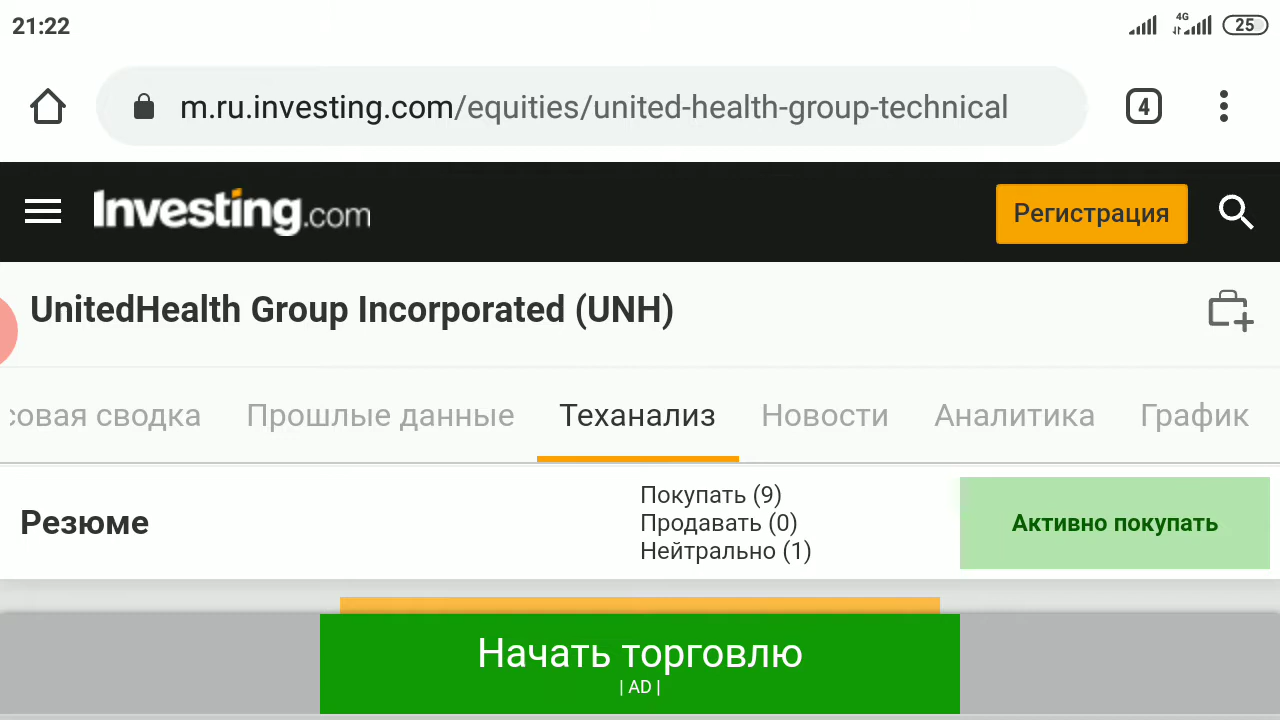 21:22
4G
25
m.ru.investing.com/equities/united-health-group-technical
4
Investing.com
Регистрация
UnitedHealth Group Incorporated (UNH)
совая сводка Прошлые данные Теханализ Новости Аналитика График
Резюме
Покупать (9)
Продавать (0)
Нейтрально (1)
Активно покупать
Начать торговлю
| AD |